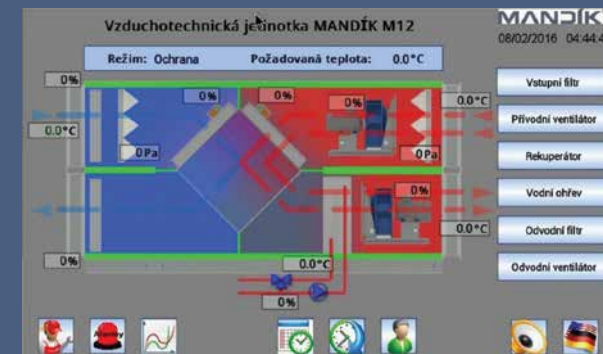 Vzduchotechnická jednotka MANDÍK M12
MANDÍK
08/02/2016 04:44:4
Režim: Ochrana Požadovaná teplota: 0.0°C
0%
0% 0% 0% 0.0°C
0.0°C
0Pa 0Pa
0%
0.0°C
0% 0.0°C
0%
Vstupní filtr
Přívodní ventilátor
Rekuperátor
Vodní ohřev
Odvodní filtr
Odvodní ventilátor